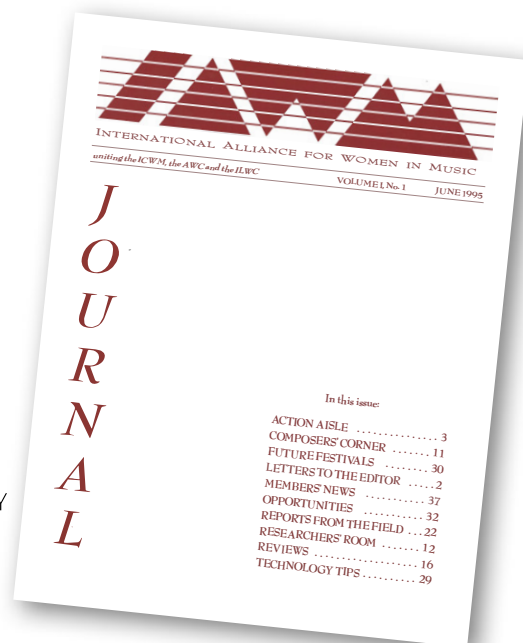 INTERNATIONAL ALLIANCE FOR WOMEN IN MUSIC
uniting the ICWM, the AWC and the ILWC VOLUME I, No. 1 JUNE 1995
J
O
U
R
N
A
L
In this issue:
ACTION AISLE . . . . . . . . . . . . . . 3
COMPOSERS' CORNER . . . . . . . 11
FUTURE FESTIVALS . . . . . . . . 30
LETTERS TO THE EDITOR . . . . . 2
MEMBERS' NEWS . . . . . . . . . . . 37
OPPORTUNITIES . . . . . . . . . . . 32
REPORTS FROM THE FIELD . . . 22
RESEARCHERS' ROOM . . . . . . . 12
REVIEWS . . . . . . . . . . . . . . . . . . 16
TECHNOLOGY TIPS . . . . . . . . . . 29
Y